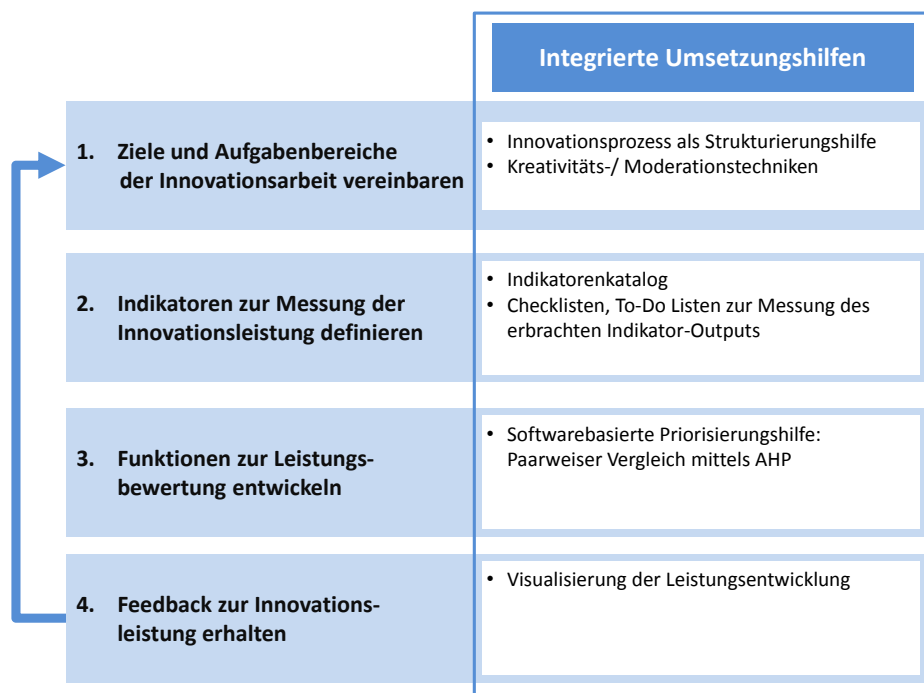 Integrierte Umsetzungshilfen
1. Ziele und Aufgabenbereiche
der Innovationsarbeit vereinbaren
• Innovationsprozess als Strukturierungshilfe
• Kreativitäts-/ Moderationstechniken
2. Indikatoren zur Messung der
Innovationsleistung definieren
• Indikatorenkatalog
• Checklisten, To-Do Listen zur Messung des
erbrachten Indikator-Outputs
3. Funktionen zur Leistungs-
bewertung entwickeln
• Softwarebasierte Priorisierungshilfe:
Paarweiser Vergleich mittels AHP
4. Feedback zur Innovations-
leistung erhalten
• Visualisierung der Leistungsentwicklung